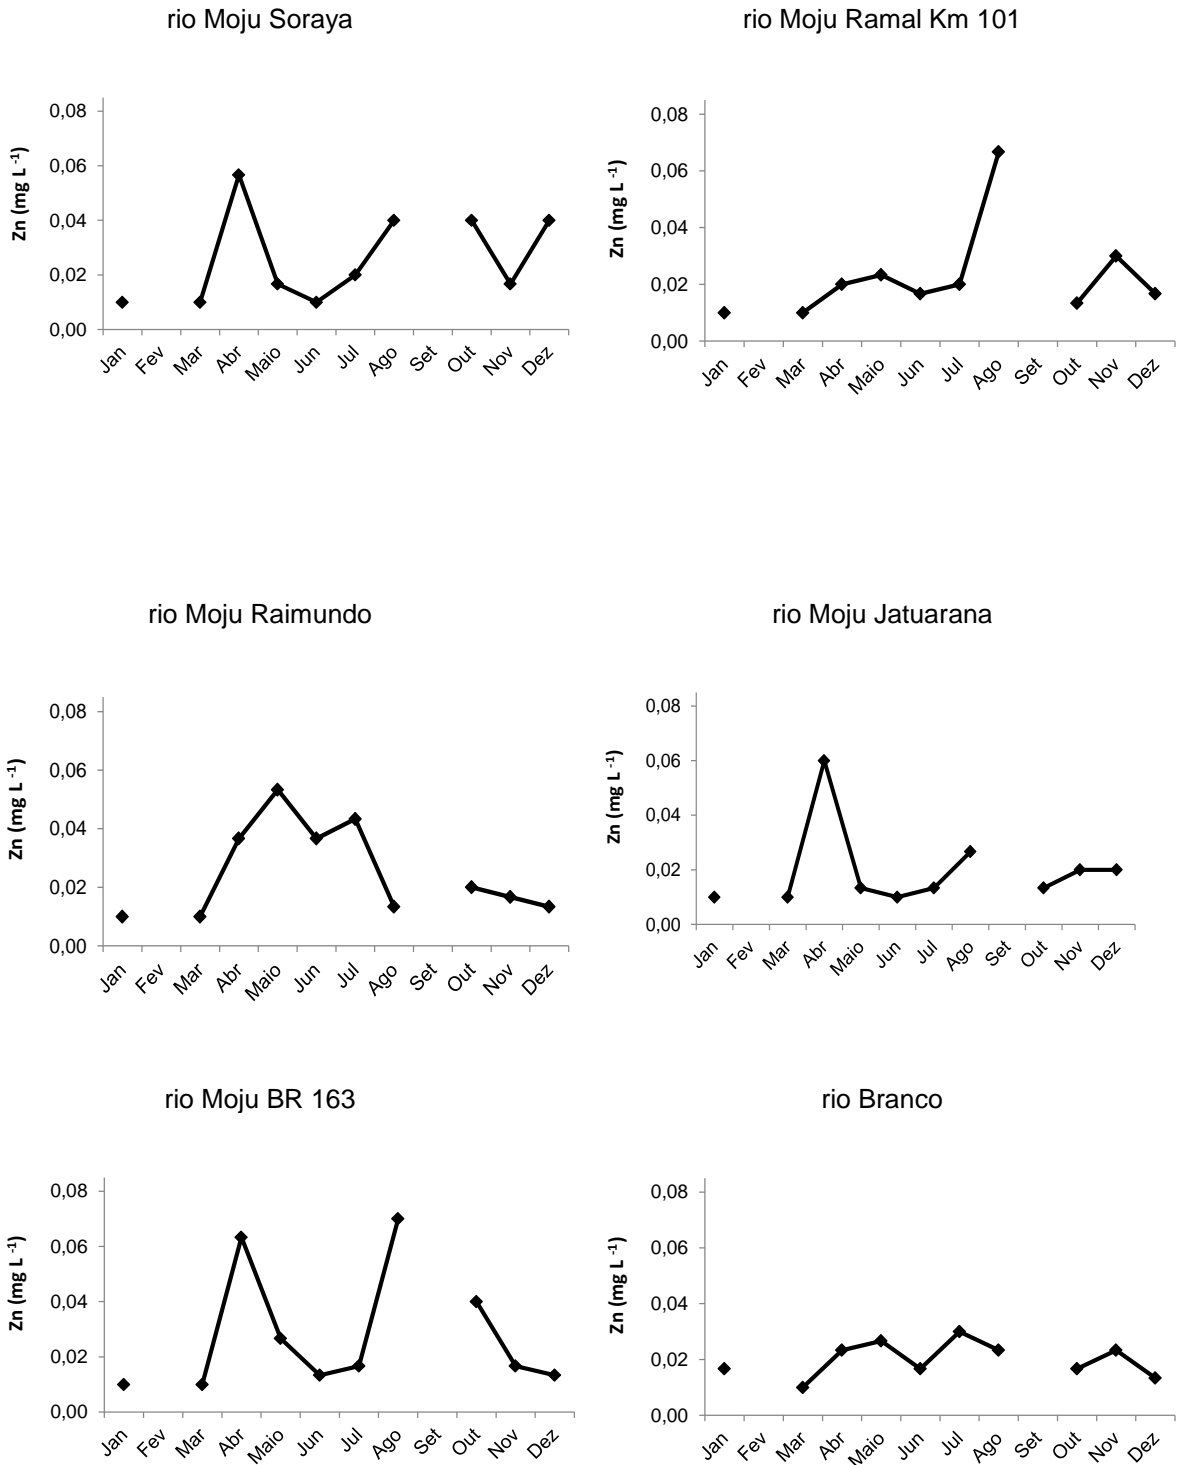 rio Moju Soraya
Zn (mg L -1)
0,08
0,06
0,04
0,02
0,00
Jan Fev Mar Abr Maio Jun Jul Ago Set Out Nov Dez
rio Moju Ramal Km 101
Zn (mg L -1)
0,08
0,06
0,04
0,02
0,00
Jan Fev Mar Abr Maio Jun Jul Ago Set Out Nov Dez
rio Moju Raimundo
Zn (mg L -1)
0,08
0,06
0,04
0,02
0,00
Jan Fev Mar Abr Maio Jun Jul Ago Set Out Nov Dez
rio Moju Jatuarana
Zn (mg L -1)
0,08
0,06
0,04
0,02
0,00
Jan Fev Mar Abr Maio Jun Jul Ago Set Out Nov Dez
rio Moju BR 163
Zn (mg L -1)
0,08
0,06
0,04
0,02
0,00
Jan Fev Mar Abr Maio Jun Jul Ago Set Out Nov Dez
rio Branco
Zn (mg L -1)
0,08
0,06
0,04
0,02
0,00
Jan Fev Mar Abr Maio Jun Jul Ago Set Out Nov Dez